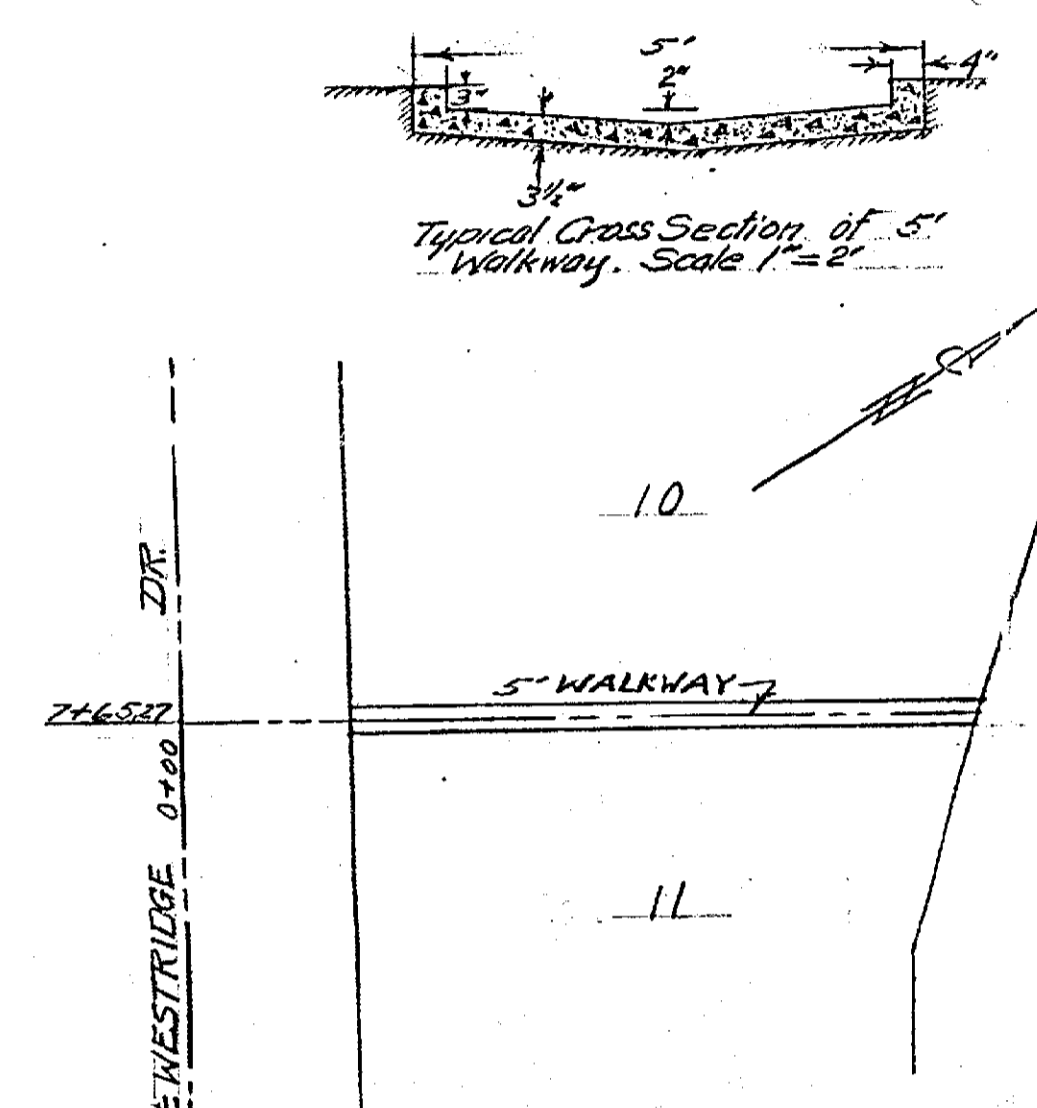 5'
2"
4"
3"
3½"
Typical Cross Section of 5'
Walkway. Scale 1"=2'
10
DR.
5' WALKWAY
7+65.27
0+00
WESTRIDGE
11